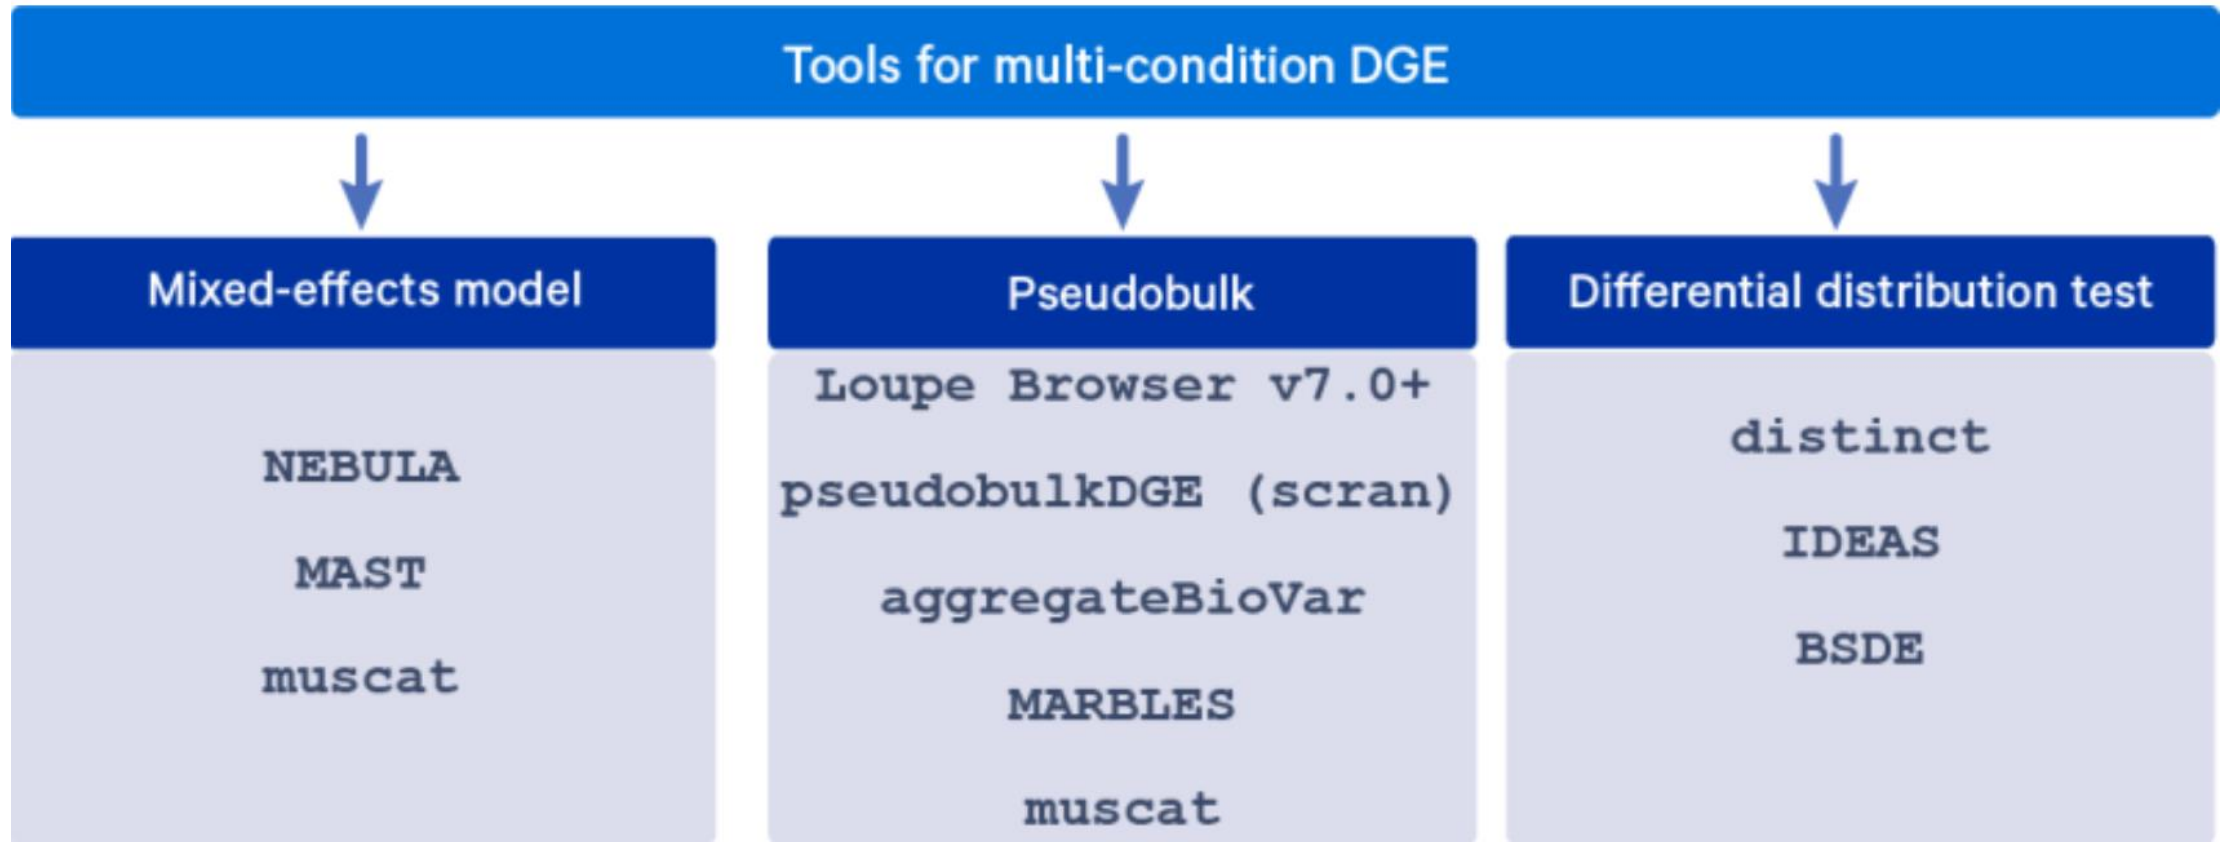 Tools for multi-condition DGE
Mixed-effects model
NEBULA
MAST
muscat
Pseudobulk
Loupe Browser v7.0+
pseudobulkDGE (scran)
aggregateBioVar
MARBLES
muscat
Differential distribution test
distinct
IDEAS
BSDE